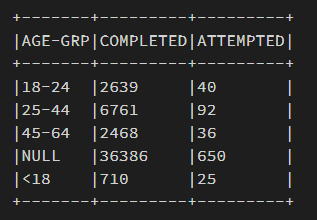 +-------+---------+---------+
|AGE-GRP|COMPLETED|ATTEMPTED|
+-------+---------+---------+
|18-24  |2639     |40       |
|25-44  |6761     |92       |
|45-64  |2468     |36       |
|NULL   |36386    |650      |
|<18    |710      |25       |
+-------+---------+---------+